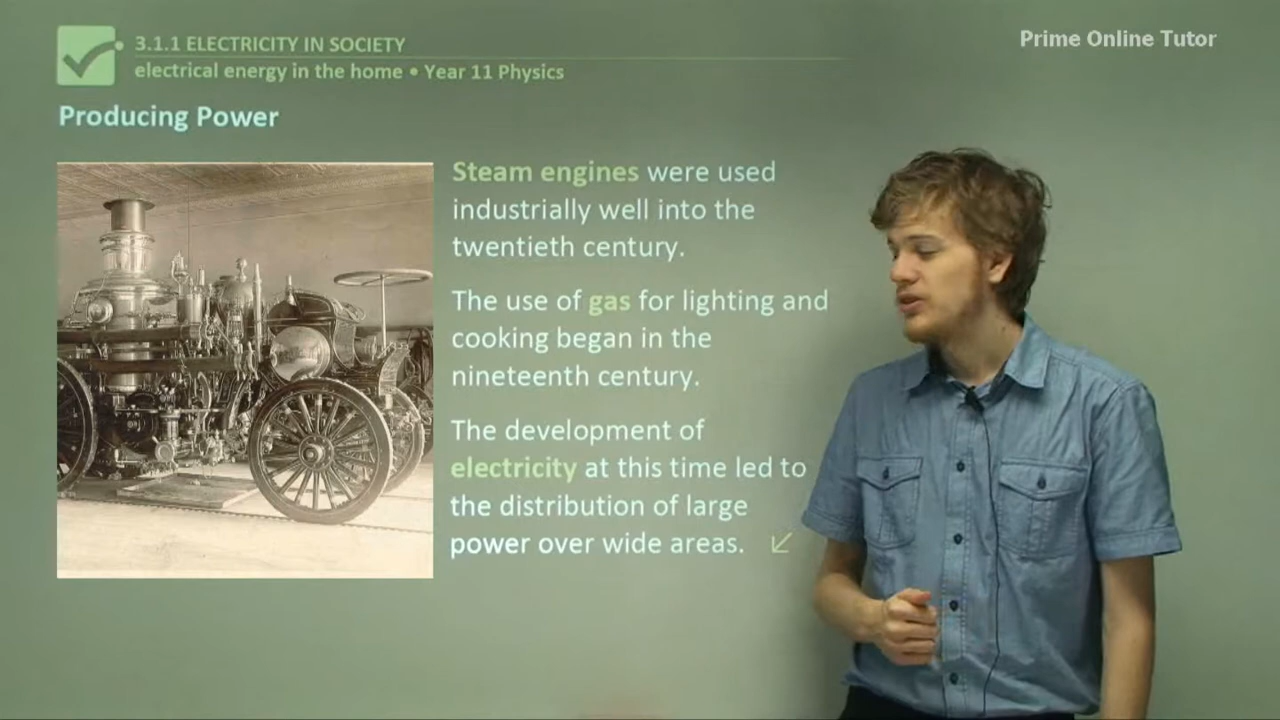 3.1.1 ELECTRICITY IN SOCIETY
electrical energy in the home • Year 11 Physics
Prime Online Tutor
Producing Power
Steam engines were used
industrially well into the
twentieth century.
The use of gas for lighting and
cooking began in the
nineteenth century.
The development of
electricity at this time led to
the distribution of large
power over wide areas.